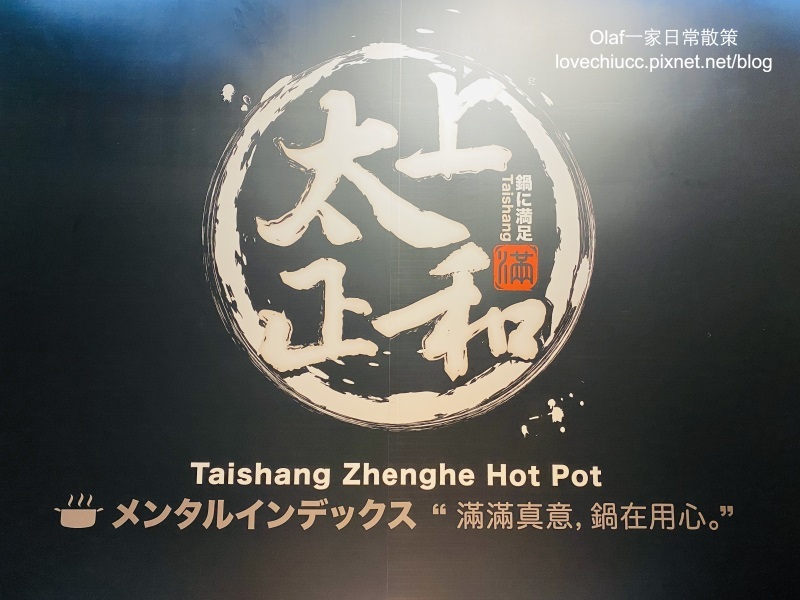 Olaf一家日常散策
lovechiucc.pixnet.net/blog
太上
正和
鍋に満足
Taishang
滿
Taishang Zhenghe Hot Pot
メンタルインデックス “ 滿滿真意, 鍋在用心。”